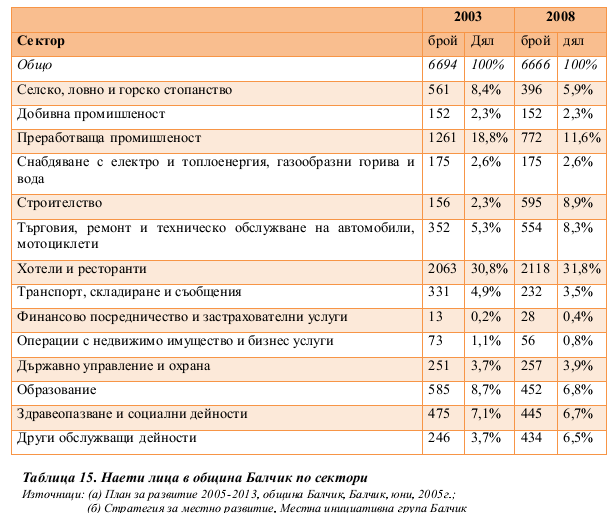 2003 2008
Сектор брой Дял брой дял
Общо 6694 100% 6666 100%
Селско, ловно и горско стопанство 561 8,4% 396 5,9%
Добивна промишленост 152 2,3% 152 2,3%
Преработваща промишленост 1261 18,8% 772 11,6%
Снабдяване с електро и топлоенергия, газообразни горива и 175 2,6% 175 2,6%
вода
Строителство 156 2,3% 595 8,9%
Търговия, ремонт и техническо обслужване на автомобили, 352 5,3% 554 8,3%
мотоциклети
Хотели и ресторанти 2063 30,8% 2118 31,8%
Транспорт, складиране и съобщения 331 4,9% 232 3,5%
Финансово посредничество и застрахователни услуги 13 0,2% 28 0,4%
Операции с недвижимо имущество и бизнес услуги 73 1,1% 56 0,8%
Държавно управление и охрана 251 3,7% 257 3,9%
Образование 585 8,7% 452 6,8%
Здравеопазване и социални дейности 475 7,1% 445 6,7%
Други обслужващи дейности 246 3,7% 434 6,5%
Таблица 15. Наети лица в община Балчик по сектори
Източници: (а) План за развитие 2005-2013, община Балчик, Балчик, юни, 2005г.;
(б) Стратегия за местно развитие, Местна инициативна група Балчик